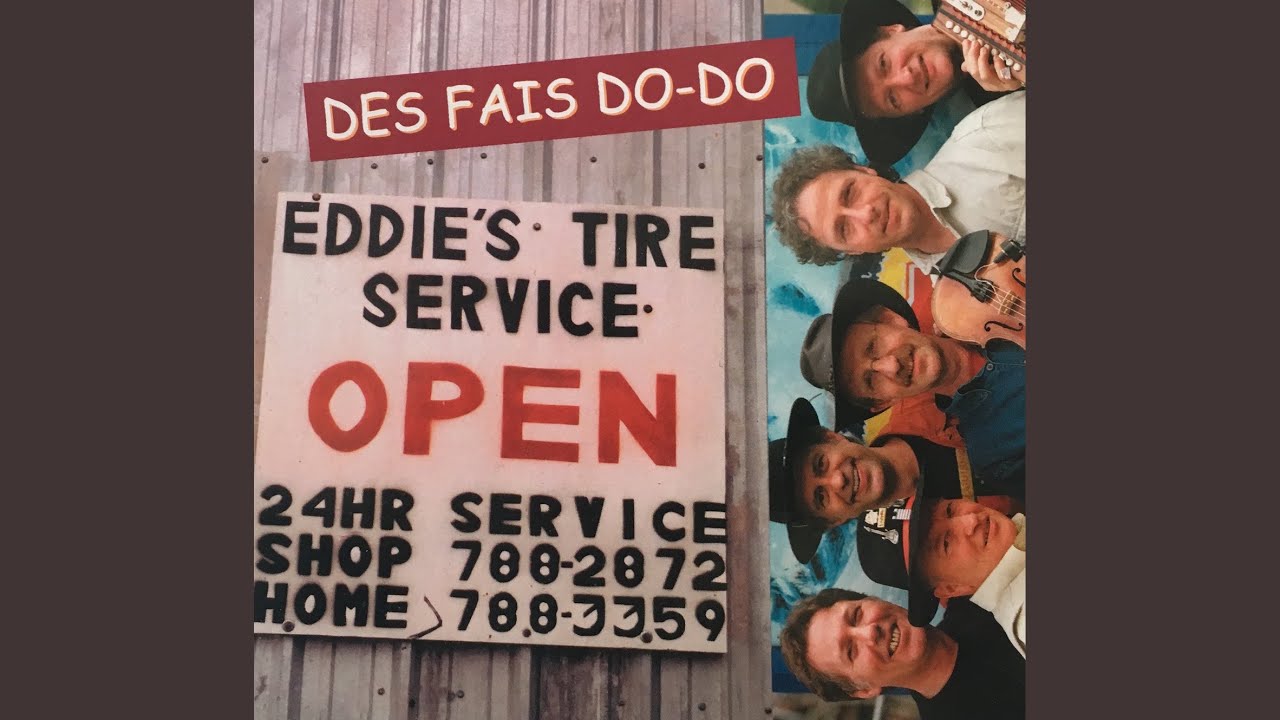 DES FAIS DO-DO
EDDIE'S TIRE
SERVICE
OPEN
24HR SERVICE
SHOP 788-2872
HOME 788-3359